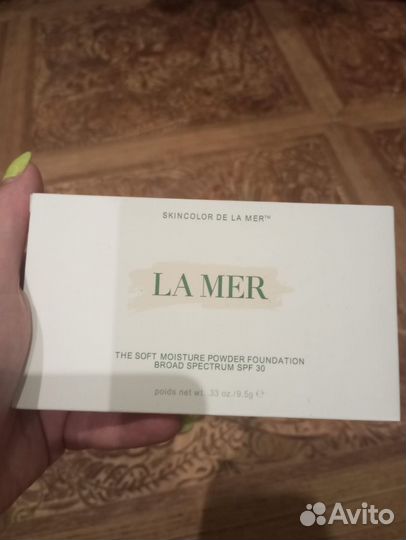 SKINCOLOR DE LA MER™
LA MER
THE SOFT MOISTURE POWDER FOUNDATION
BROAD SPECTRUM SPF 30
poids net wt. .33 oz./9.5g ℮
Avito